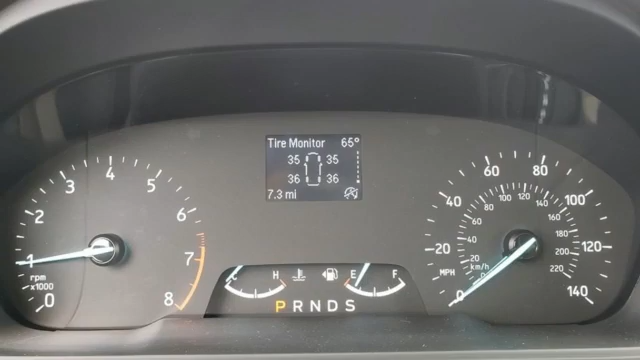 Tire Monitor 65°
35 35
36 36
7.3 mi
0 1 2 3 4 5 6 7 8
rpm
x1000
C H
E F
P R N D S
0 20 40 60 80 100 120 140
MPH
0 20 40 60 80 100 120 140 160 180 200 220
km/h